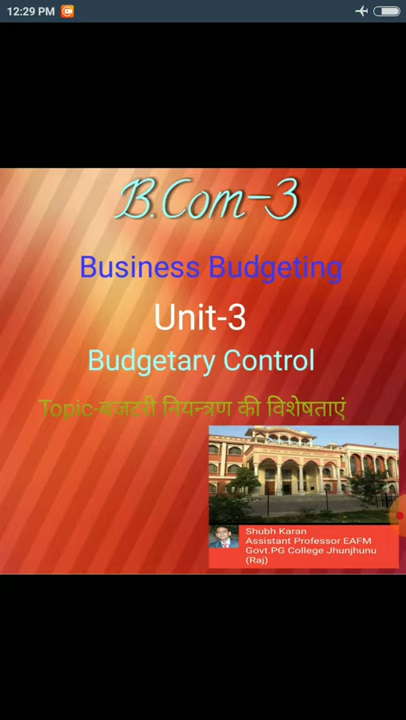 12:29 PM
B.Com-3
Business Budgeting
Unit-3
Budgetary Control
Topic-बजटरी नियन्त्रण की विशेषताएं
Shubh Karan
Assistant Professor EAFM
Govt.PG College Jhunjhunu
(Raj)